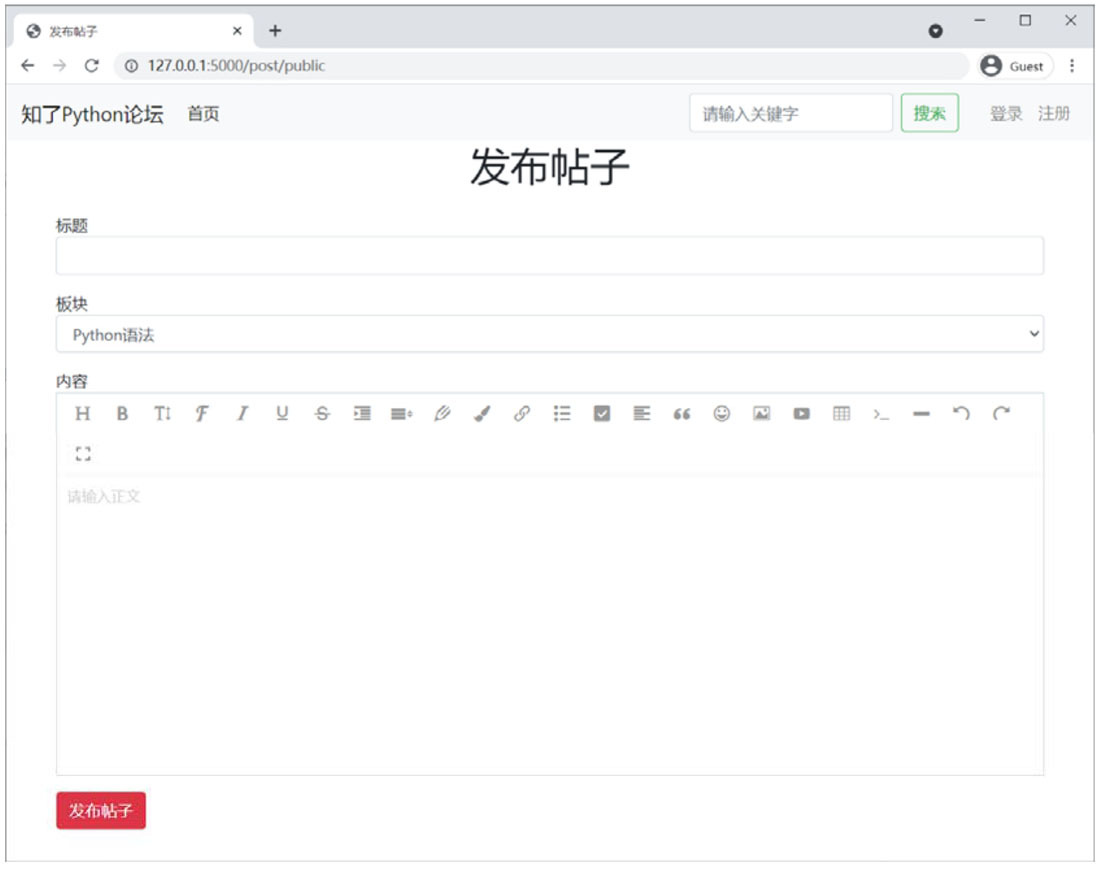 发布帖子
127.0.0.1:5000/post/public
Guest
知了Python论坛 首页 请输入关键字 搜索 登录 注册
发布帖子
标题
板块
Python语法
内容
请输入正文
发布帖子